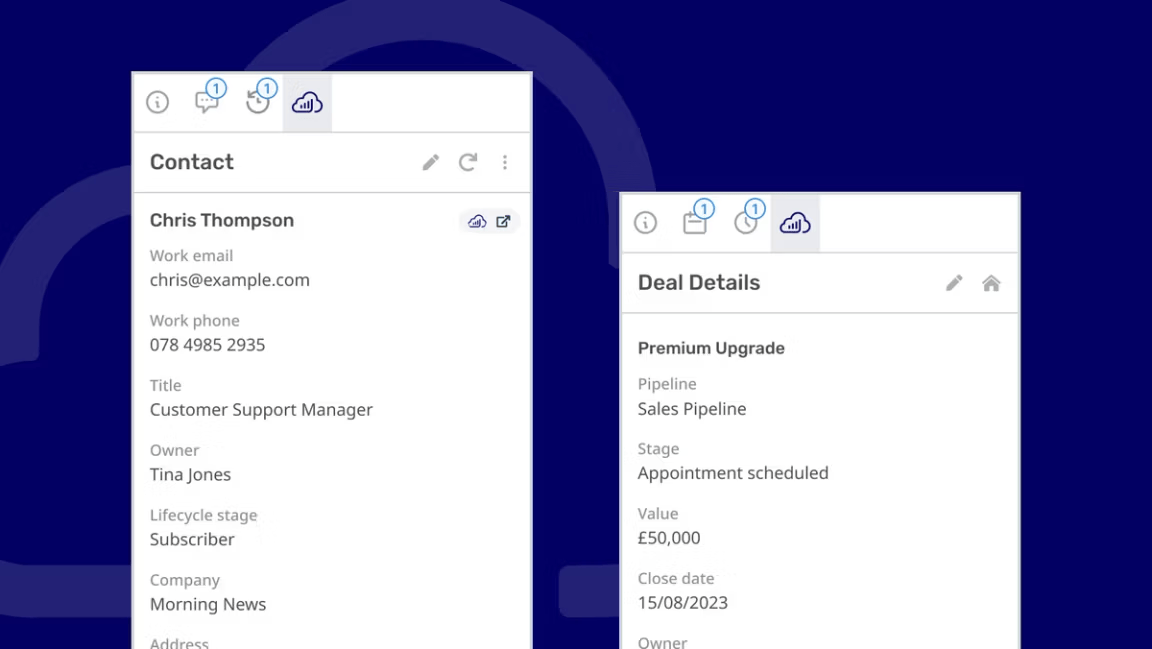 1
1
Contact
Chris Thompson
Work email
chris@example.com
Work phone
078 4985 2935
Title
Customer Support Manager
Owner
Tina Jones
Lifecycle stage
Subscriber
Company
Morning News
Address
1
1
Deal Details
Premium Upgrade
Pipeline
Sales Pipeline
Stage
Appointment scheduled
Value
£50,000
Close date
15/08/2023
Owner